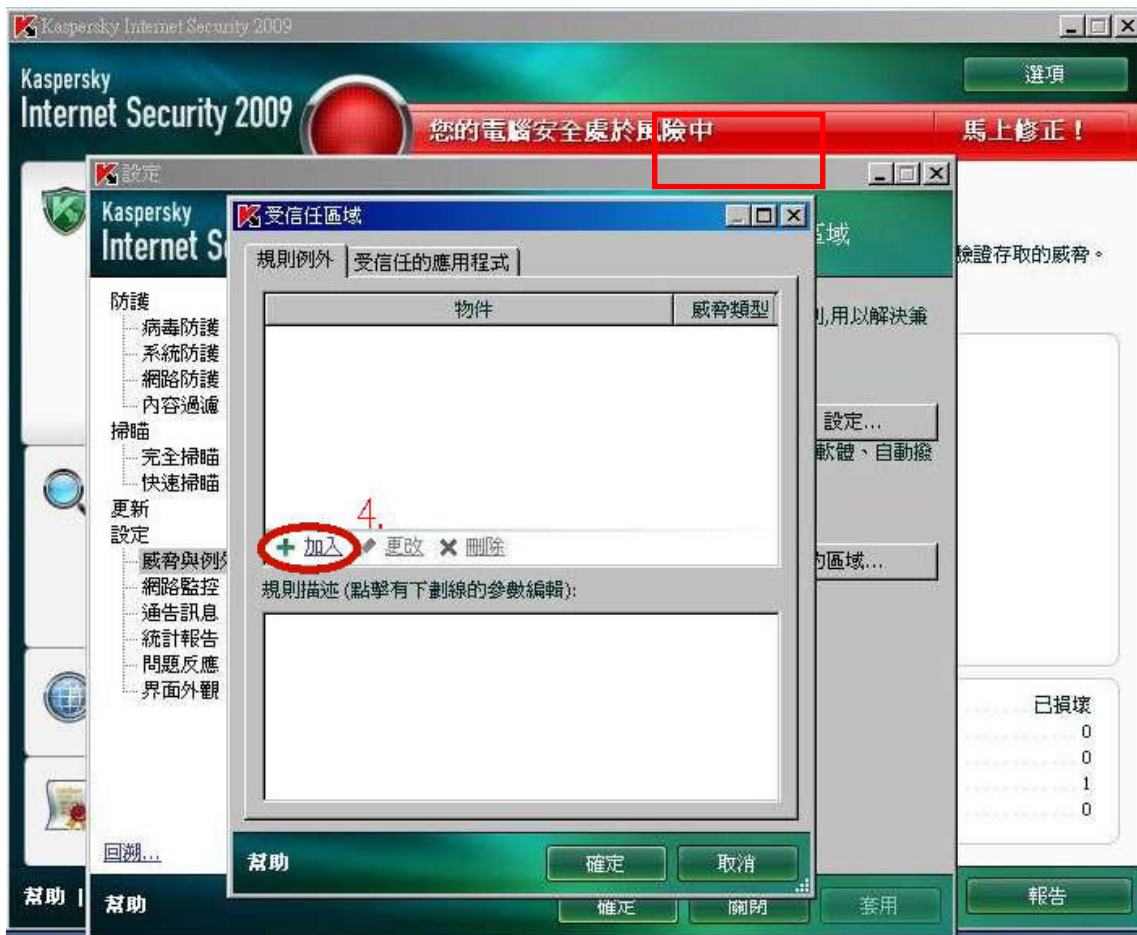 Kaspersky Internet Security 2009
Kaspersky
Internet Security 2009
選項
您的電腦安全處於風險中
馬上修正！
設定
Kaspersky
Internet S
區域
受信任區域
規則例外
受信任的應用程式
物件
威脅類型
4.
加入
更改
刪除
規則描述 (點擊有下劃線的參數編輯):
幫助
確定
取消
防護
病毒防護
系統防護
網路防護
內容過濾
掃瞄
完全掃瞄
快速掃瞄
更新
設定
威脅與例外
網路監控
通告訊息
統計報告
問題反應
界面外觀
回溯...
則,用以解決兼
設定...
軟體、自動撥
的區域...
幫助
確定
關閉
套用
驗證存取的威脅。
已損壞
0
0
1
0
幫助 |
報告